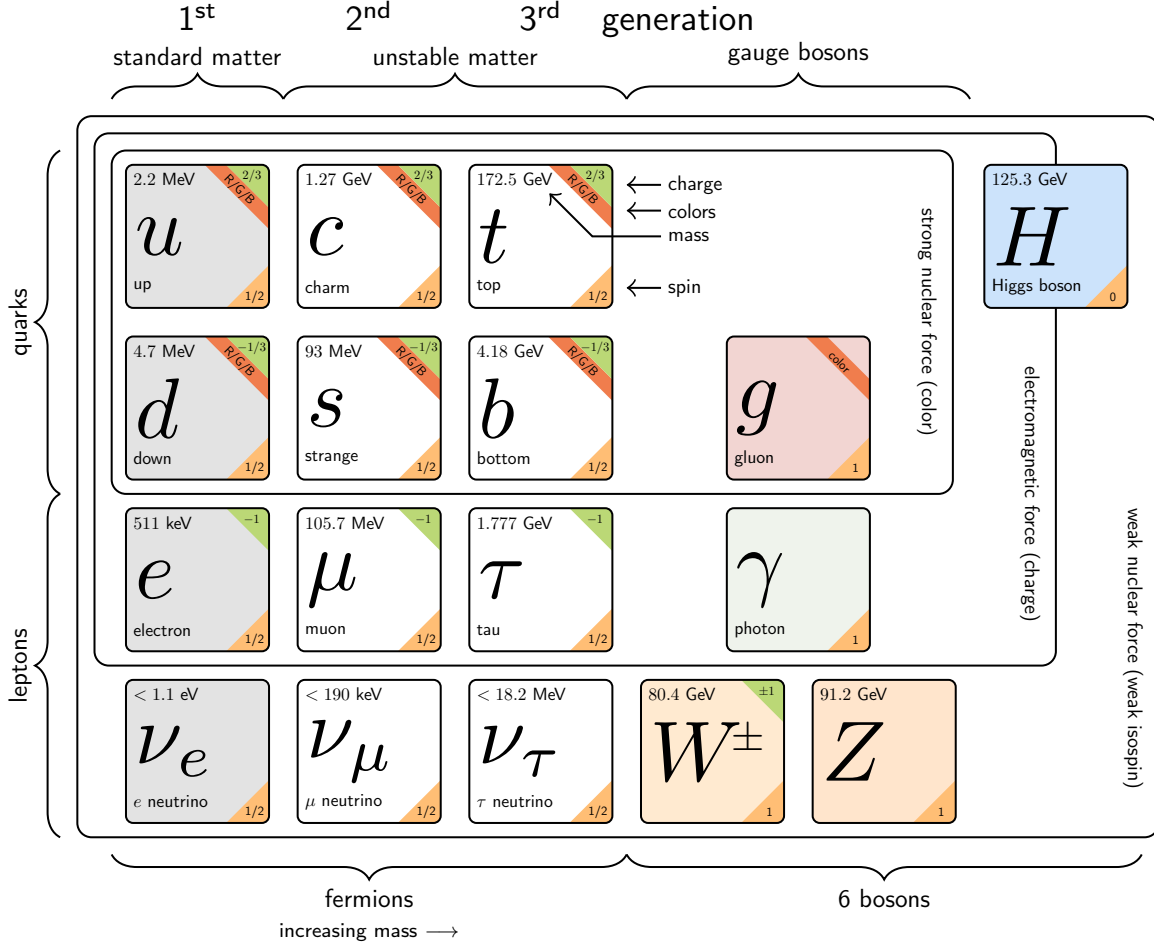 1st 2nd 3rd generation
standard matter unstable matter gauge bosons
2.2 MeV
R/G/B
2/3
u
up
1/2
1.27 GeV
R/G/B
2/3
c
charm
1/2
172.5 GeV
R/G/B
2/3
t
top
1/2
charge
colors
mass
spin
125.3 GeV
H
Higgs boson
0
quarks
4.7 MeV
R/G/B
−1/3
d
down
1/2
93 MeV
R/G/B
−1/3
s
strange
1/2
4.18 GeV
R/G/B
−1/3
b
bottom
1/2
color
g
gluon
1
strong nuclear force (color)
leptons
511 keV
−1
e
electron
1/2
105.7 MeV
−1
μ
muon
1/2
1.777 GeV
−1
τ
tau
1/2
γ
photon
1
electromagnetic force (charge)
< 1.1 eV
νe
e neutrino
1/2
< 190 keV
νμ
μ neutrino
1/2
< 18.2 MeV
ντ
τ neutrino
1/2
80.4 GeV
±1
W±
1
91.2 GeV
Z
1
weak nuclear force (weak isospin)
fermions 6 bosons
increasing mass →